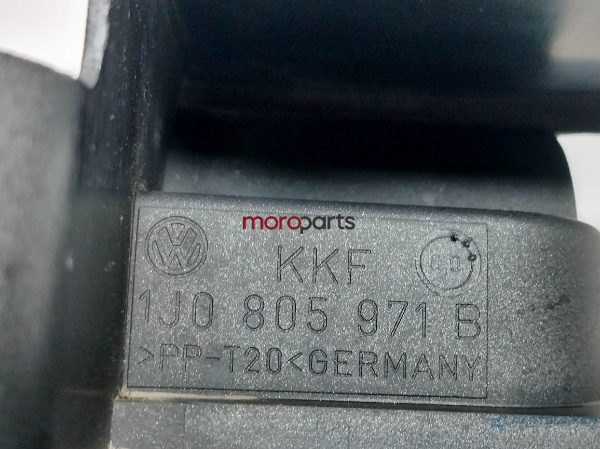 moroparts
KKF
1J0 805 971 B
>PP-T20<GERMANY